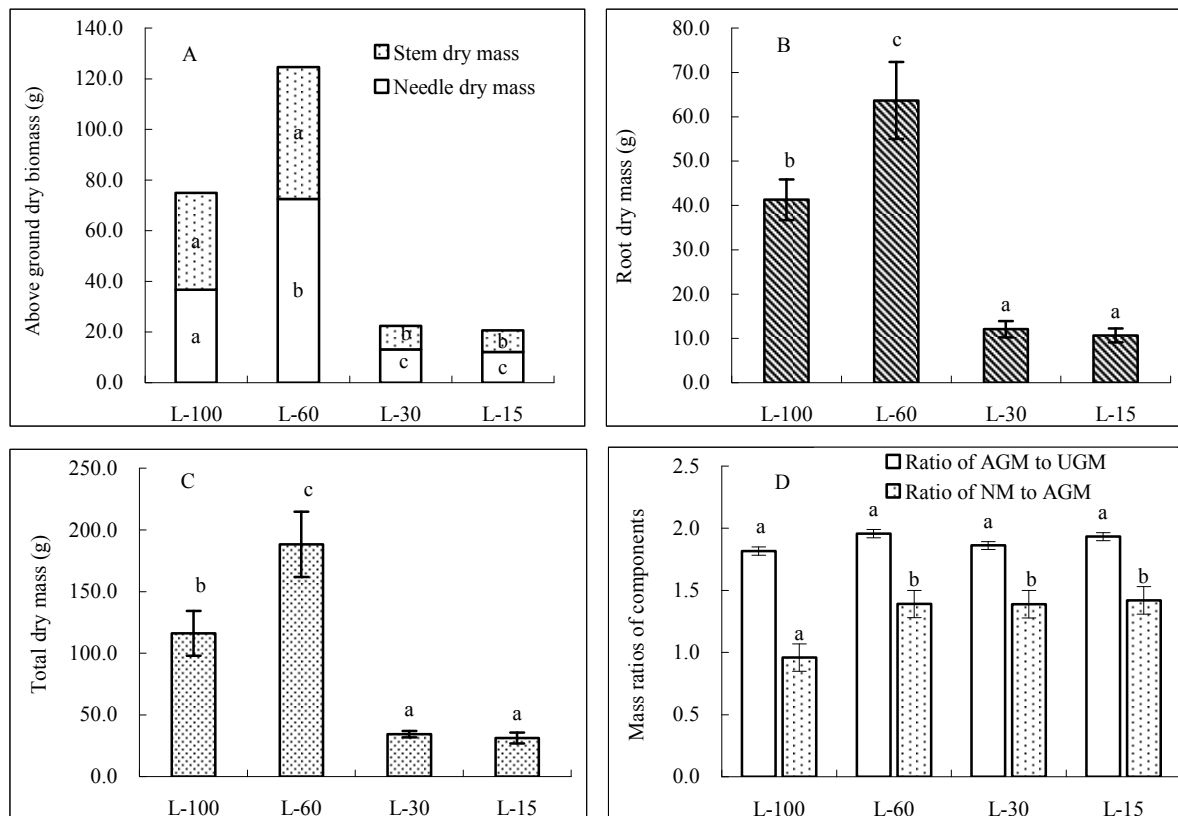 140.0
120.0
100.0
80.0
60.0
40.0
20.0
0.0
Above ground dry biomass (g)
A
Stem dry mass
Needle dry mass
a
a
a
b
b
c
b
c
L-100 L-60 L-30 L-15
80.0
70.0
60.0
50.0
40.0
30.0
20.0
10.0
0.0
Root dry mass (g)
B
b
c
a
a
L-100 L-60 L-30 L-15
250.0
200.0
150.0
100.0
50.0
0.0
Total dry mass (g)
C
b
c
a
a
L-100 L-60 L-30 L-15
2.5
2.0
1.5
1.0
0.5
0.0
Mass ratios of components
D
Ratio of AGM to UGM
Ratio of NM to AGM
a
a
a
b
a
b
a
b
L-100 L-60 L-30 L-15